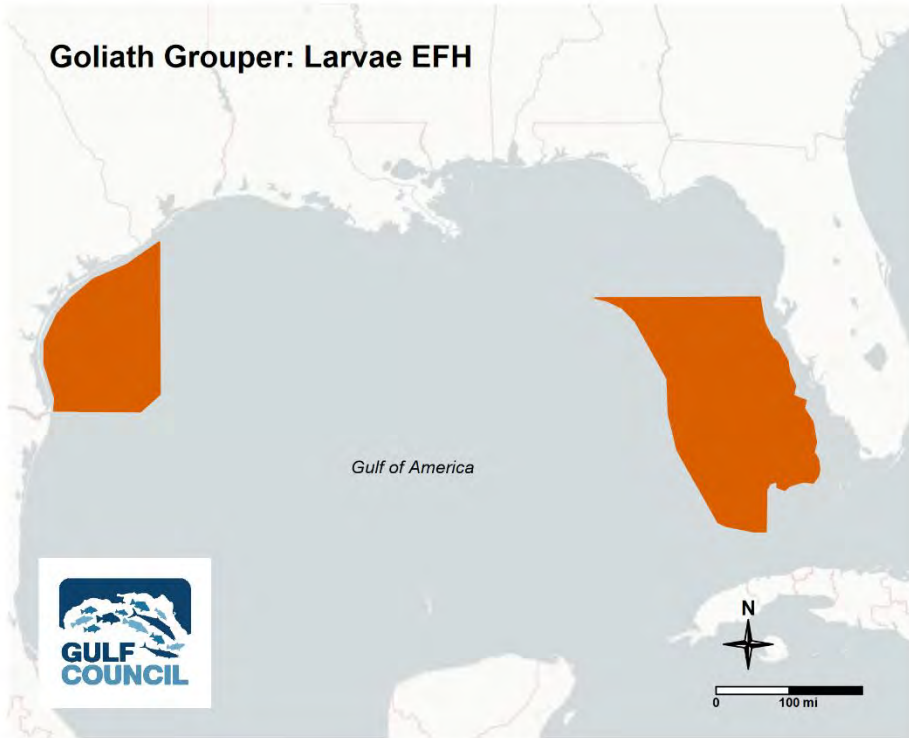 Goliath Grouper: Larvae EFH
Gulf of America
GULF
COUNCIL
N
0 100 mi